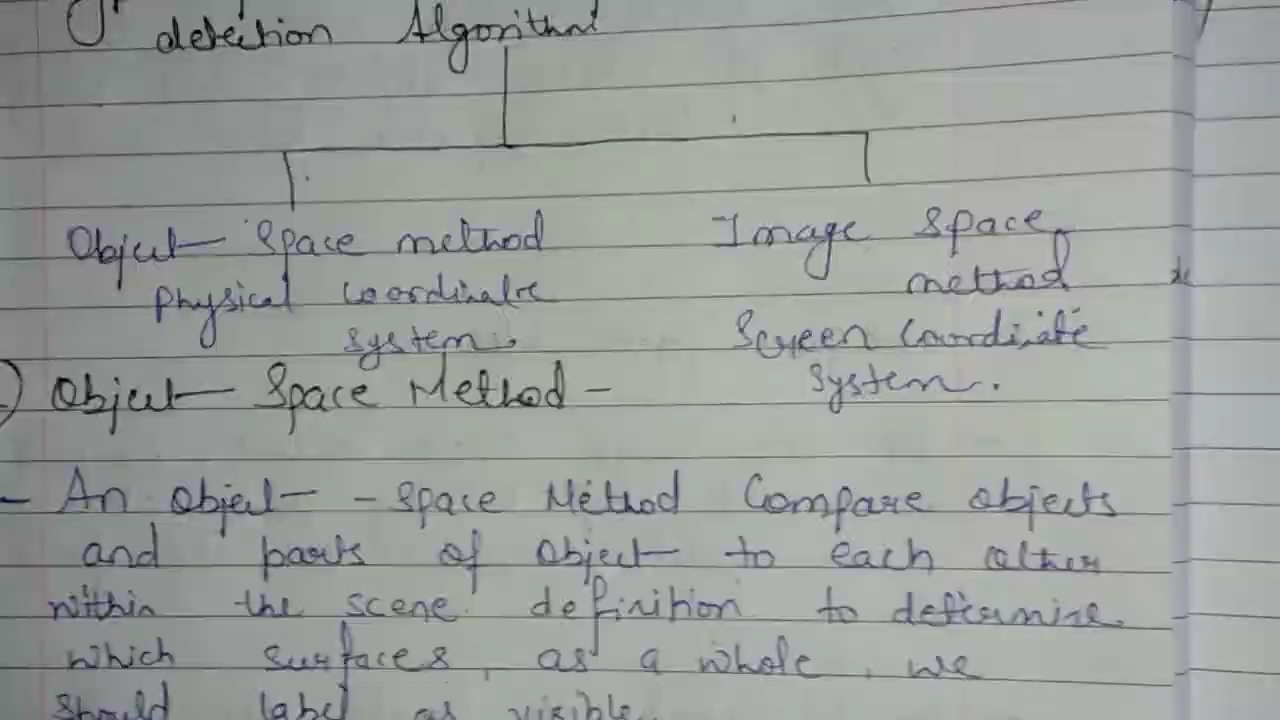 detection Algorithm
Object - Space method
Image Space
method
Physical Coordinate
System.
Screen Coordinate
System.
) Object - Space Method -
- An Object - - Space Method Compare objects
and parts of Object to each other
within the scene definition to determine.
which surfaces, as a whole, we
should label as visible.